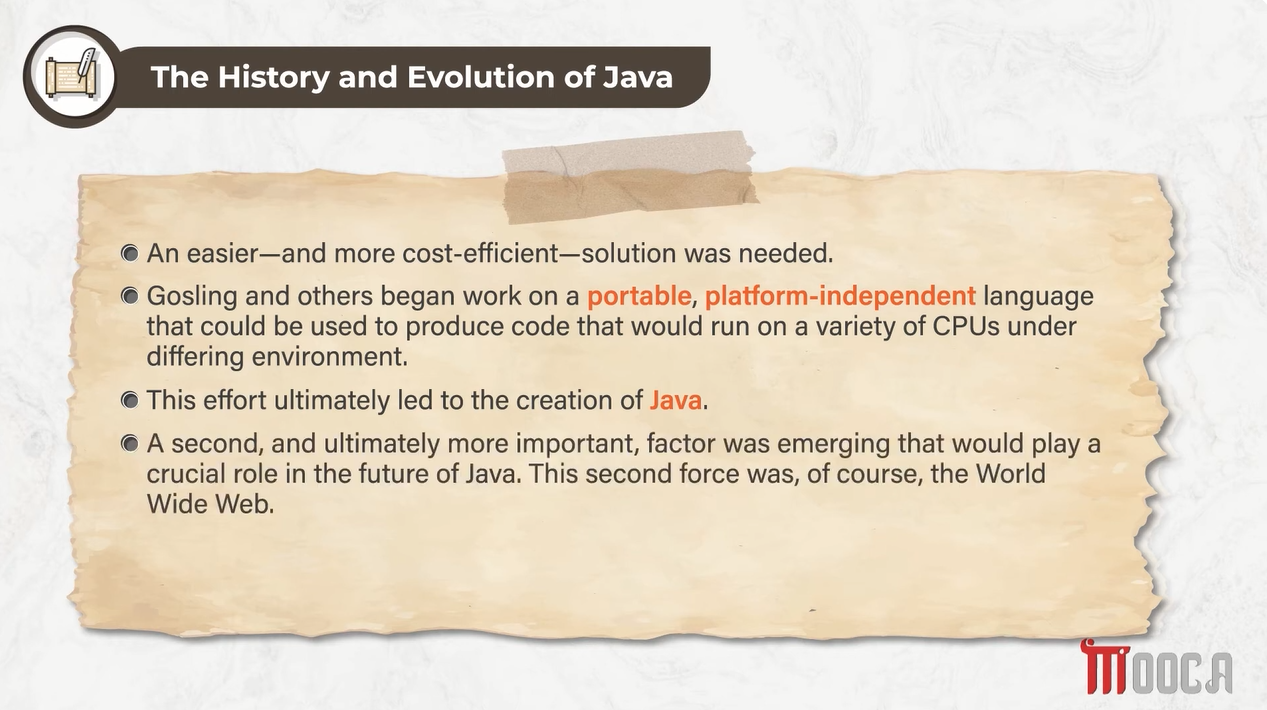 The History and Evolution of Java
An easier—and more cost-efficient—solution was needed.
Gosling and others began work on a portable, platform-independent language
that could be used to produce code that would run on a variety of CPUs under
differing environment.
This effort ultimately led to the creation of Java.
A second, and ultimately more important, factor was emerging that would play a
crucial role in the future of Java. This second force was, of course, the World
Wide Web.
MOOCA